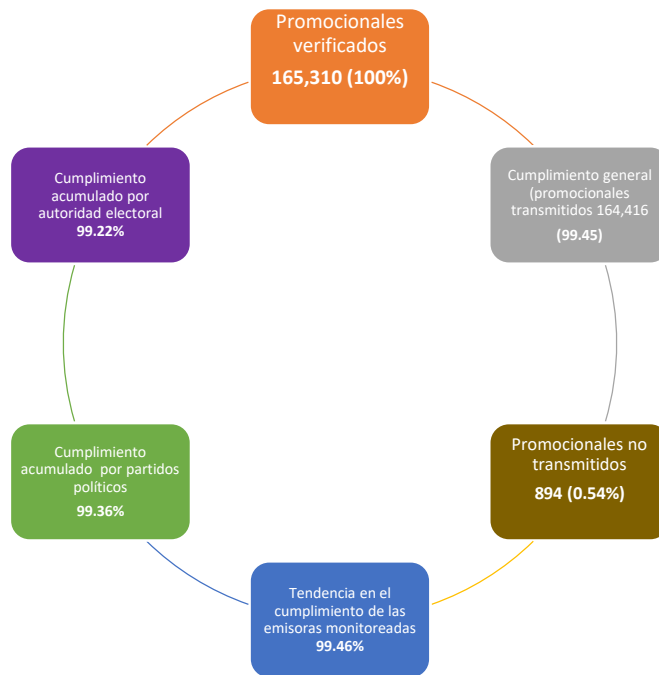 Promocionales
verificados
165,310 (100%)
Cumplimiento general
(promocionales
transmitidos 164,416
(99.45)
Promocionales no
transmitidos
894 (0.54%)
Tendencia en el
cumplimiento de las
emisoras monitoreadas
99.46%
Cumplimiento
acumulado por partidos
políticos
99.36%
Cumplimiento
acumulado por
autoridad electoral
99.22%